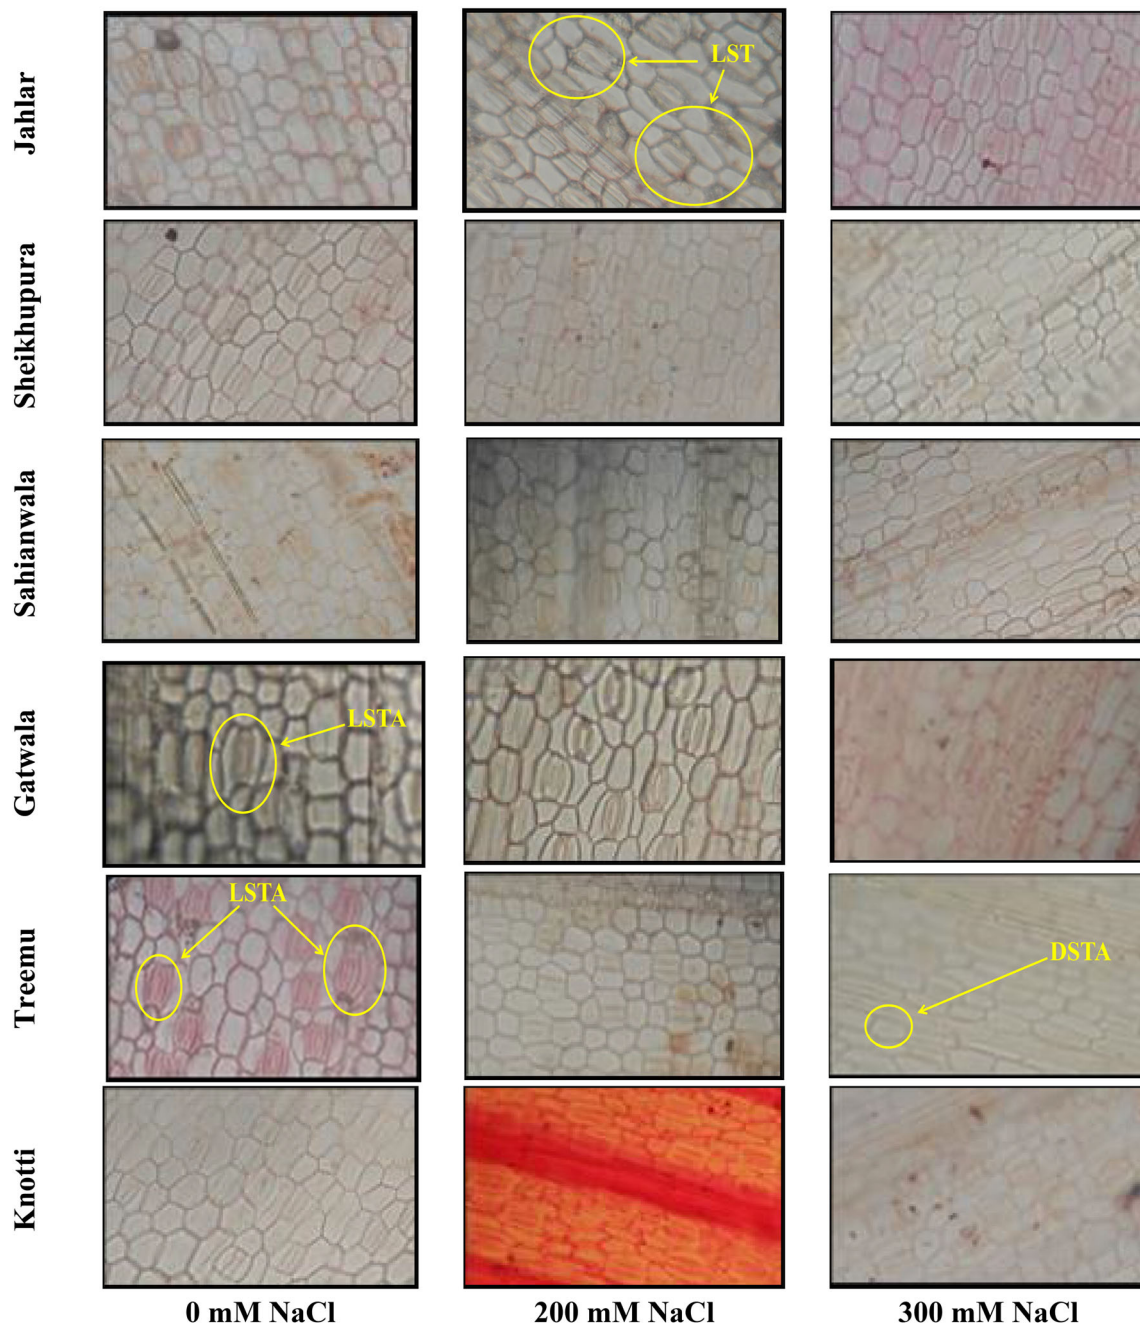 Jahlar
LST
Sheikhupura
Sahianwala
Gatwala
LSTA
Treemu
LSTA
DSTA
Knotti
0 mM NaCl
200 mM NaCl
300 mM NaCl